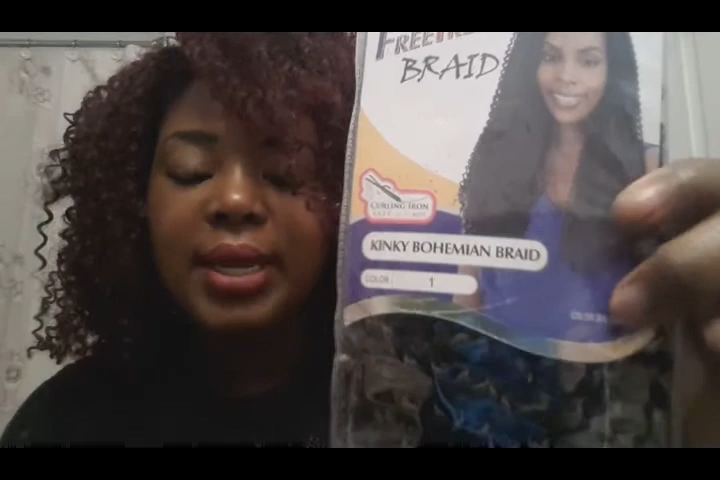 BRAID
CURLING IRON
KINKY BOHEMIAN BRAID
COLOR 1